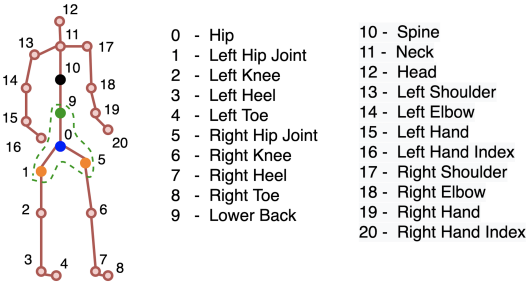 12
11
13
17
10
14
18
9
15
19
0
16
20
1
5
2
6
3
4
7
8
0 - Hip
1 - Left Hip Joint
2 - Left Knee
3 - Left Heel
4 - Left Toe
5 - Right Hip Joint
6 - Right Knee
7 - Right Heel
8 - Right Toe
9 - Lower Back
10 - Spine
11 - Neck
12 - Head
13 - Left Shoulder
14 - Left Elbow
15 - Left Hand
16 - Left Hand Index
17 - Right Shoulder
18 - Right Elbow
19 - Right Hand
20 - Right Hand Index